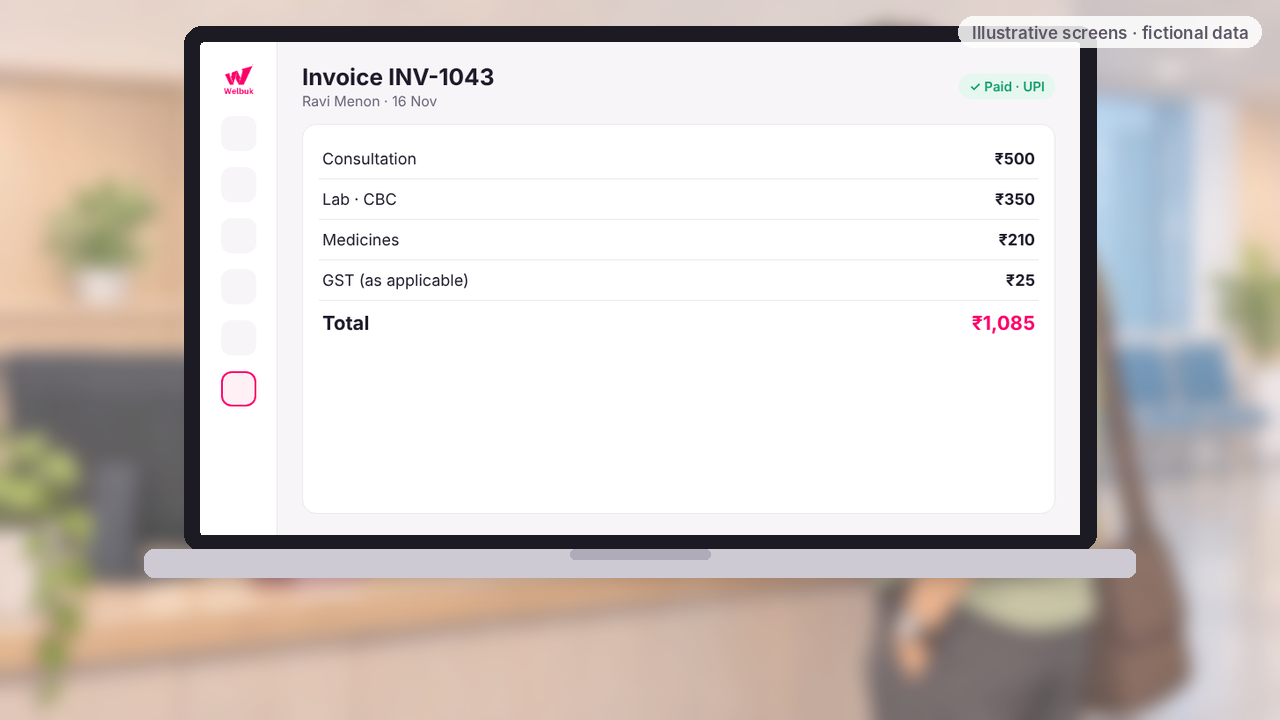 Illustrative screens · fictional data
Welbuk
Invoice INV-1043
Ravi Menon · 16 Nov
✓ Paid · UPI
Consultation ₹500
Lab · CBC ₹350
Medicines ₹210
GST (as applicable) ₹25
Total ₹1,085